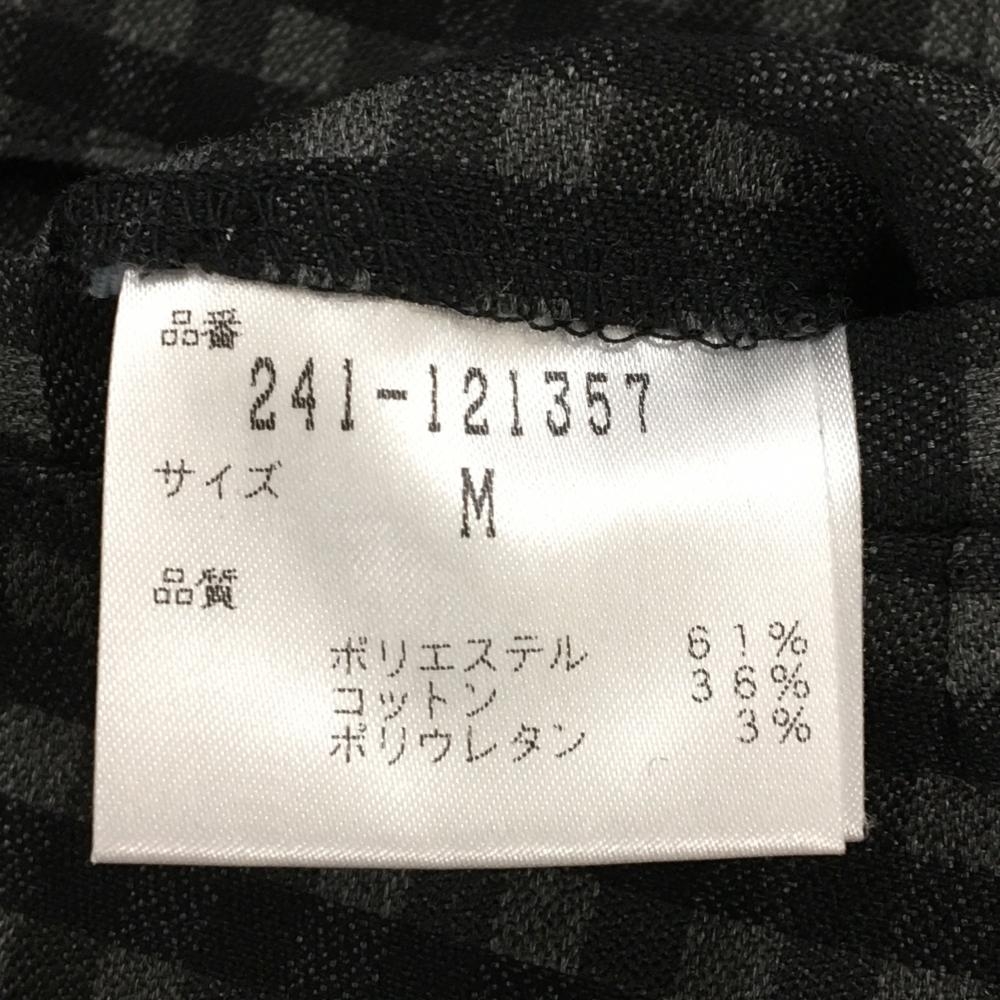 品番
241-121357
サイズ M
品質
ポリエステル 61%
コットン 36%
ポリウレタン 3%